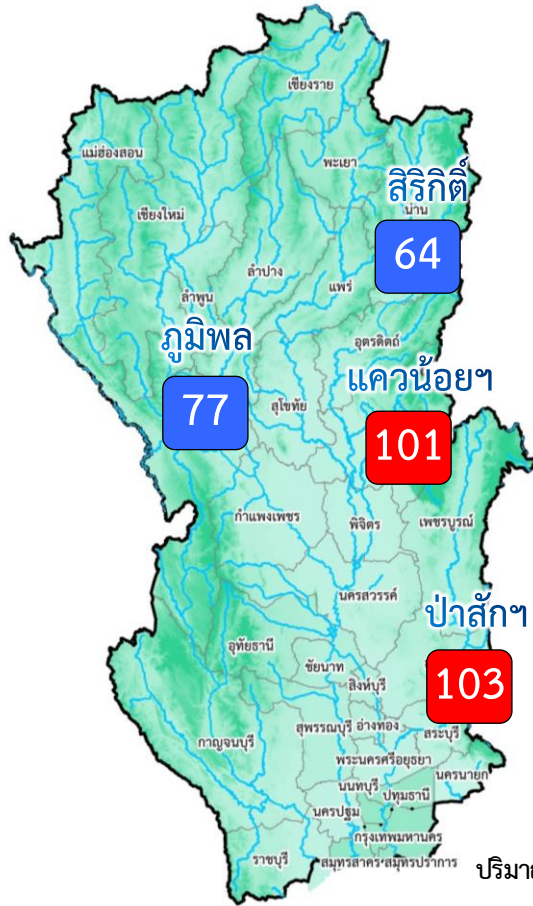 เชียงราย
แม่ฮ่องสอน
พะเยา
สิริกิติ์
น่าน
เชียงใหม่
64
ลำปาง
แพร่
ลำพูน
ภูมิพล
อุตรดิตถ์
แควน้อยฯ
77
สุโขทัย
101
กำแพงเพชร
พิจิตร
เพชรบูรณ์
นครสวรรค์
ป่าสักฯ
อุทัยธานี
ชัยนาท
สิงห์บุรี
103
สุพรรณบุรี
อ่างทอง
สระบุรี
กาญจนบุรี
พระนครศรีอยุธยา
นครนายก
นนทบุรี
ปทุมธานี
นครปฐม
กรุงเทพมหานคร
ราชบุรี
สมุทรสาคร
สมุทรปราการ